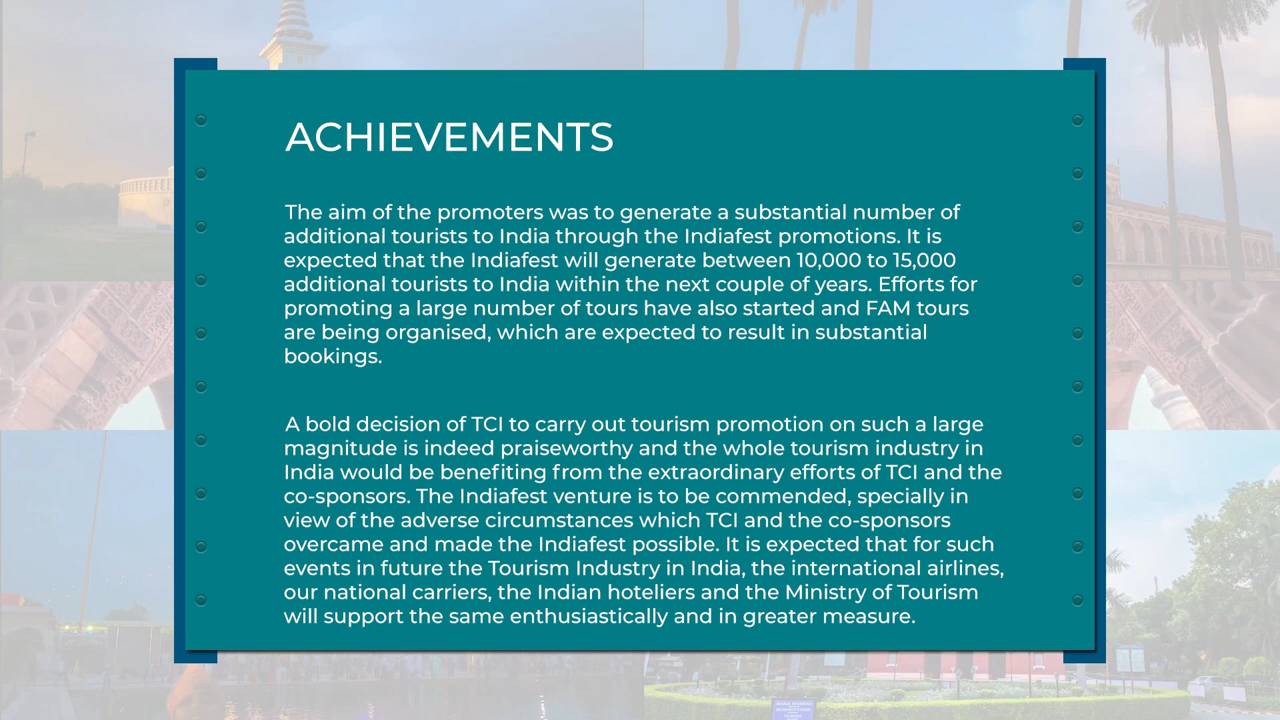 ACHIEVEMENTS
The aim of the promoters was to generate a substantial number of
additional tourists to India through the Indiafest promotions. It is
expected that the Indiafest will generate between 10,000 to 15,000
additional tourists to India within the next couple of years. Efforts for
promoting a large number of tours have also started and FAM tours
are being organised, which are expected to result in substantial
bookings.
A bold decision of TCI to carry out tourism promotion on such a large
magnitude is indeed praiseworthy and the whole tourism industry in
India would be benefiting from the extraordinary efforts of TCI and the
co-sponsors. The Indiafest venture is to be commended, specially in
view of the adverse circumstances which TCI and the co-sponsors
overcame and made the Indiafest possible. It is expected that for such
events in future the Tourism Industry in India, the international airlines,
our national carriers, the Indian hoteliers and the Ministry of Tourism
will support the same enthusiastically and in greater measure.